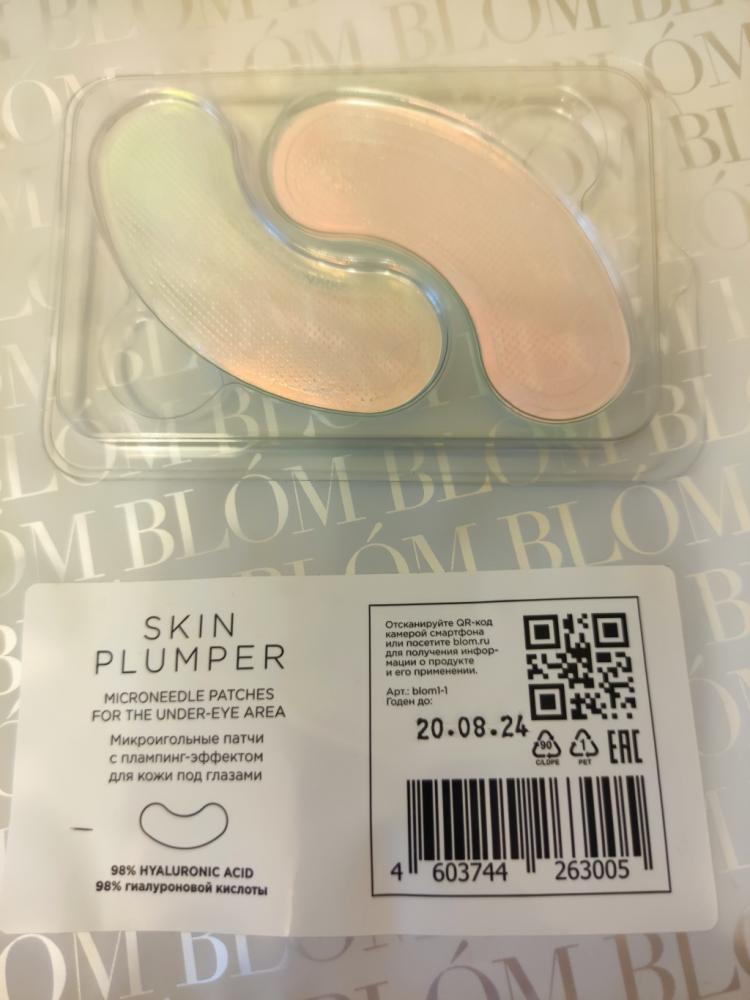 BLÓM BLÓM BLÓM
SKIN
PLUMPER
MICRONEEDLE PATCHES
FOR THE UNDER-EYE AREA
Микроигольные патчи
с плампинг-эффектом
для кожи под глазами
98% HYALURONIC ACID
98% гиалуроновой кислоты
Отсканируйте QR-код
камерой смартфона
или посетите blom.ru
для получения инфор-
мации о продукте
и его применении.
Арт.: blom1-1
Годен до:
20.08.24
90
C/LDPE
1
PET
EAC
4 603744 263005
BLÓM BLÓM